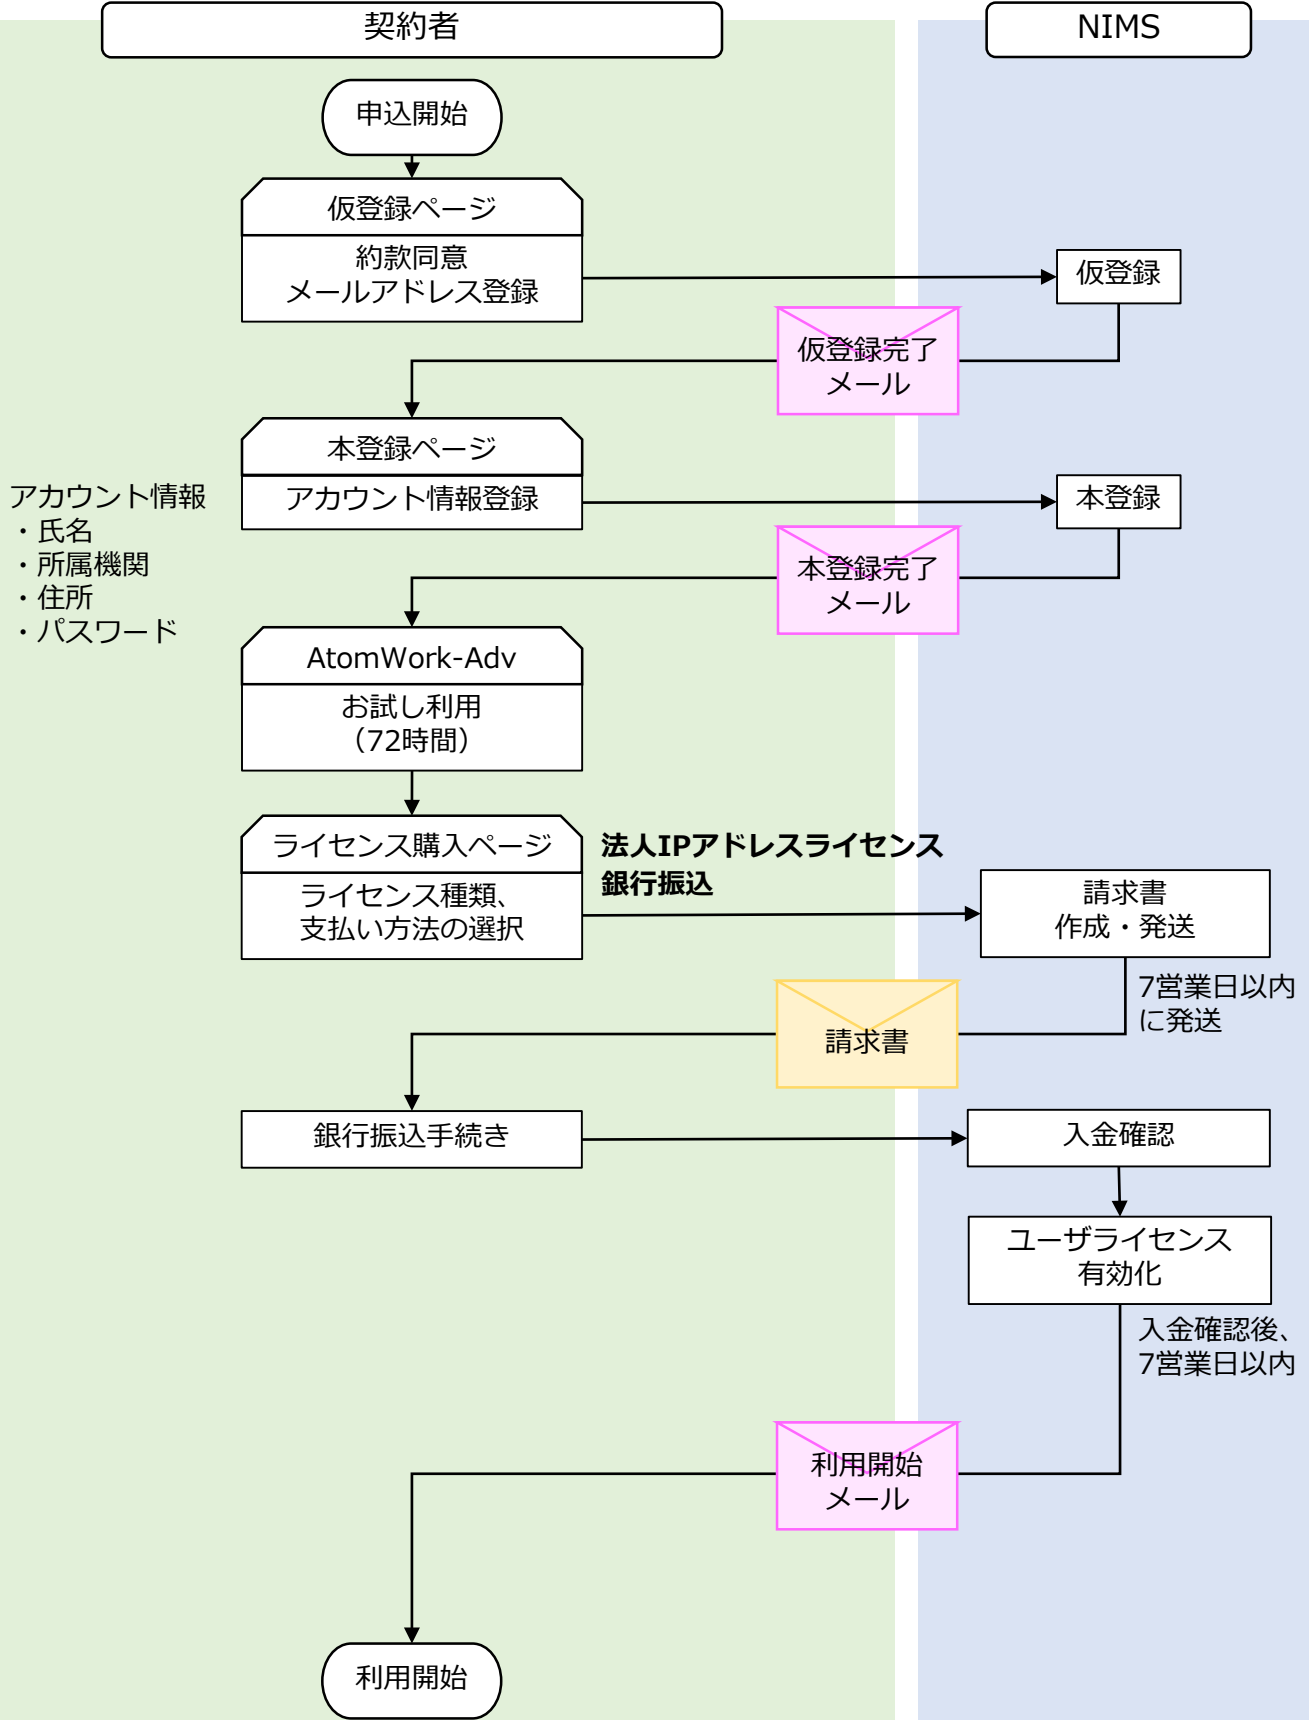 契約者
NIMS
申込開始
仮登録ページ
約款同意
メールアドレス登録
仮登録
仮登録完了
メール
本登録ページ
アカウント情報登録
本登録
アカウント情報
・氏名
・所属機関
・住所
・パスワード
本登録完了
メール
AtomWork-Adv
お試し利用
（72時間）
ライセンス購入ページ
ライセンス種類、
支払い方法の選択
法人IPアドレスライセンス
銀行振込
請求書
作成・発送
7営業日以内
に発送
請求書
銀行振込手続き
入金確認
ユーザライセンス
有効化
入金確認後、
7営業日以内
利用開始
メール
利用開始